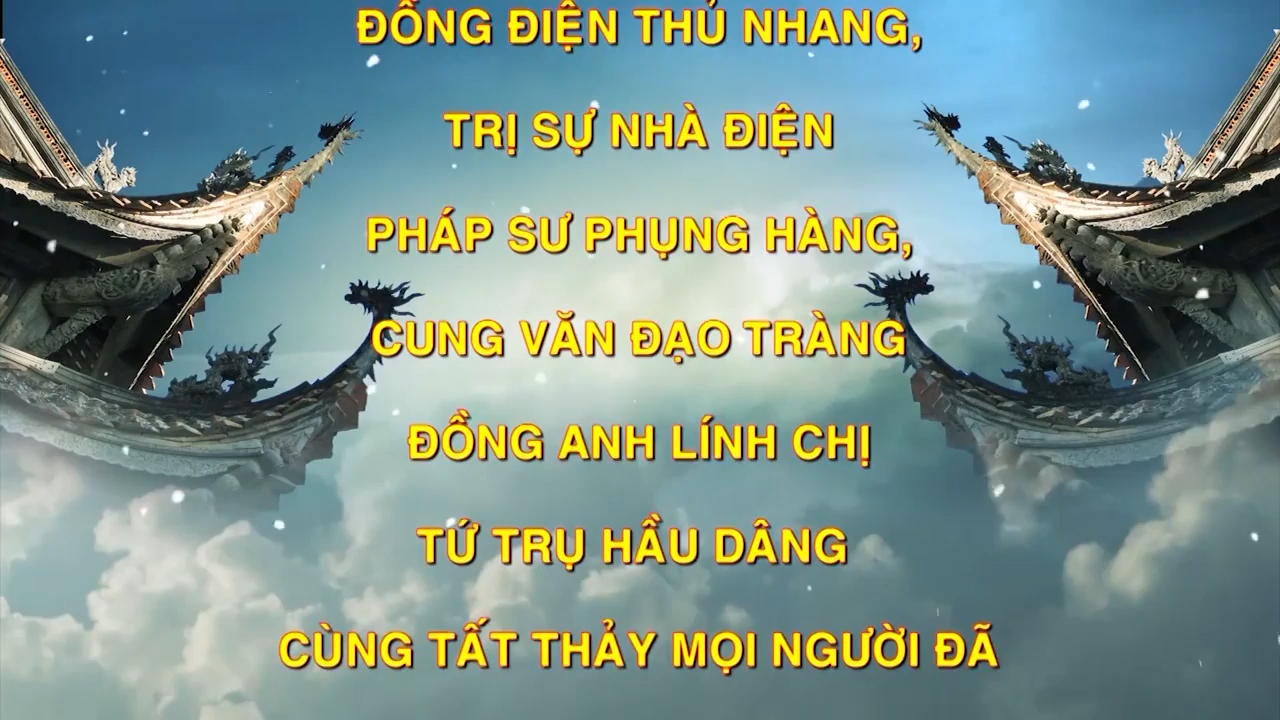 ĐỒNG ĐIỆN THỦ NHANG,
TRỊ SỰ NHÀ ĐIỆN
PHÁP SƯ PHỤNG HÀNG,
CUNG VĂN ĐẠO TRÀNG
ĐỒNG ANH LÍNH CHỊ
TỨ TRỤ HẦU DÂNG
CÙNG TẤT THẢY MỌI NGƯỜI ĐÃ